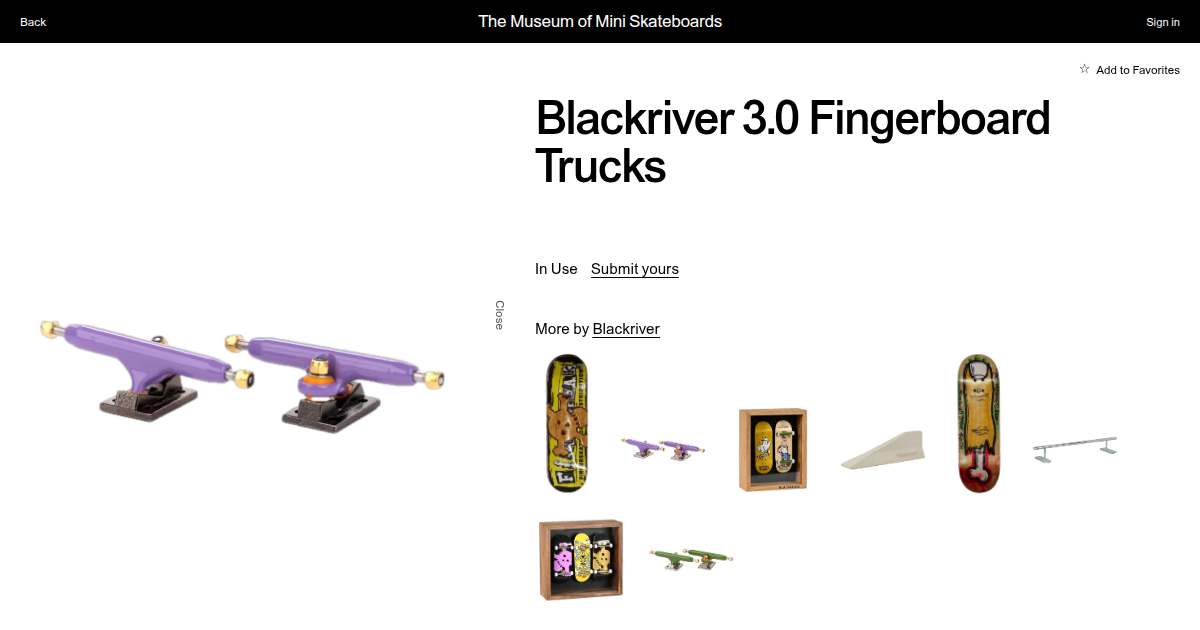 Back
The Museum of Mini Skateboards
Sign in
☆ Add to Favorites
Blackriver 3.0 Fingerboard
Trucks
In Use Submit yours
Close
More by Blackriver